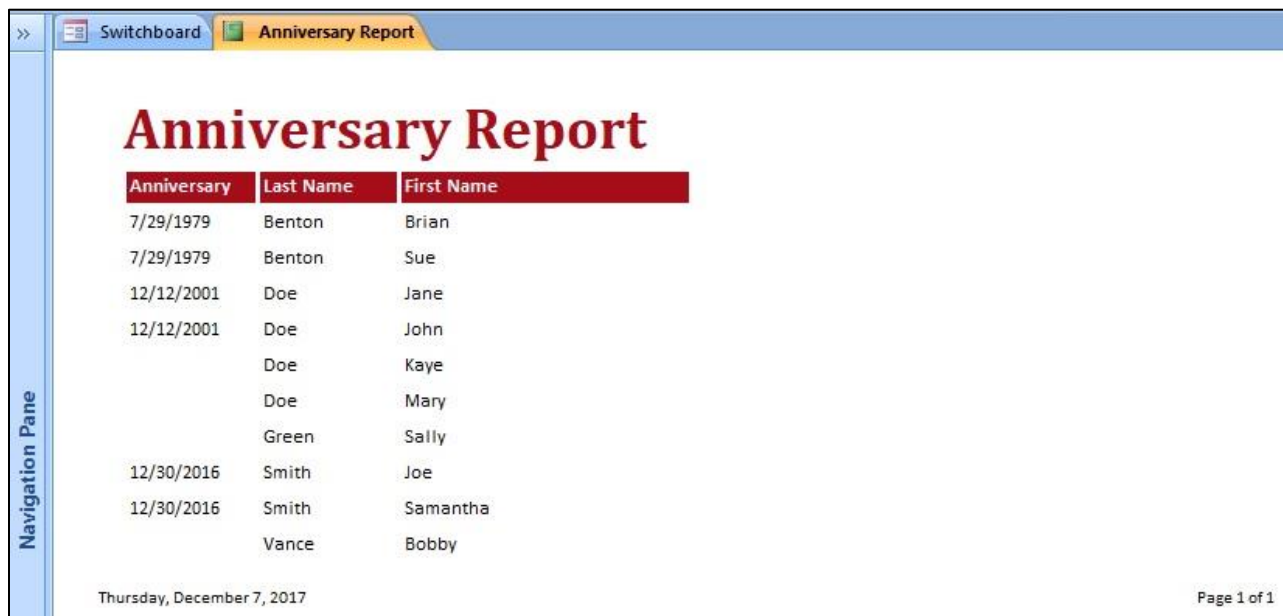 » Switchboard Anniversary Report
Navigation Pane
Anniversary Report
Anniversary Last Name First Name
7/29/1979 Benton Brian
7/29/1979 Benton Sue
12/12/2001 Doe Jane
12/12/2001 Doe John
Doe Kaye
Doe Mary
Green Sally
12/30/2016 Smith Joe
12/30/2016 Smith Samantha
Vance Bobby
Thursday, December 7, 2017 Page 1 of 1